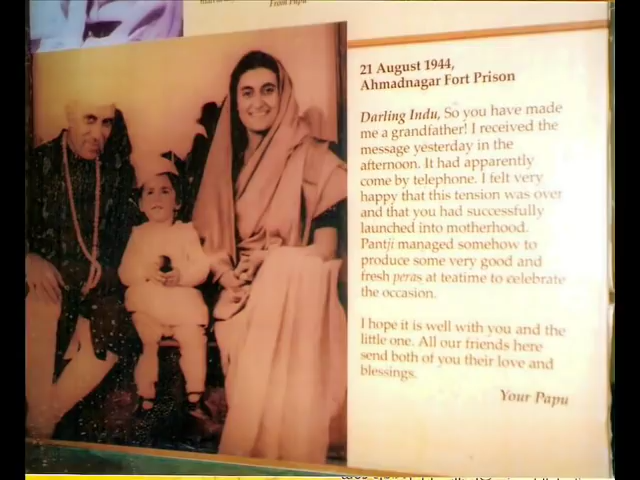 From Papu
21 August 1944,
Ahmadnagar Fort Prison
Darling Indu, So you have made
me a grandfather! I received the
message yesterday in the
afternoon. It had apparently
come by telephone. I felt very
happy that this tension was over
and that you had successfully
launched into motherhood.
Pantji managed somehow to
produce some very good and
fresh peras at teatime to celebrate
the occasion.
I hope it is well with you and the
little one. All our friends here
send both of you their love and
blessings.
Your Papu